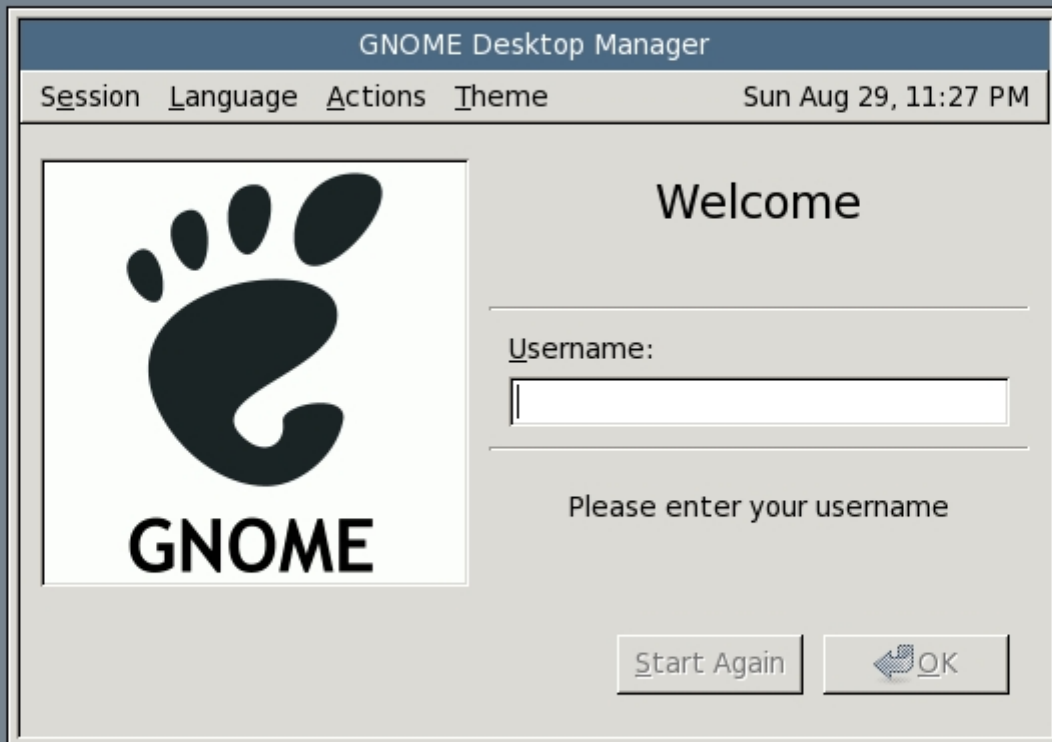 GNOME Desktop Manager
Session Language Actions Theme Sun Aug 29, 11:27 PM
Welcome
Username:
Please enter your username
GNOME
Start Again OK